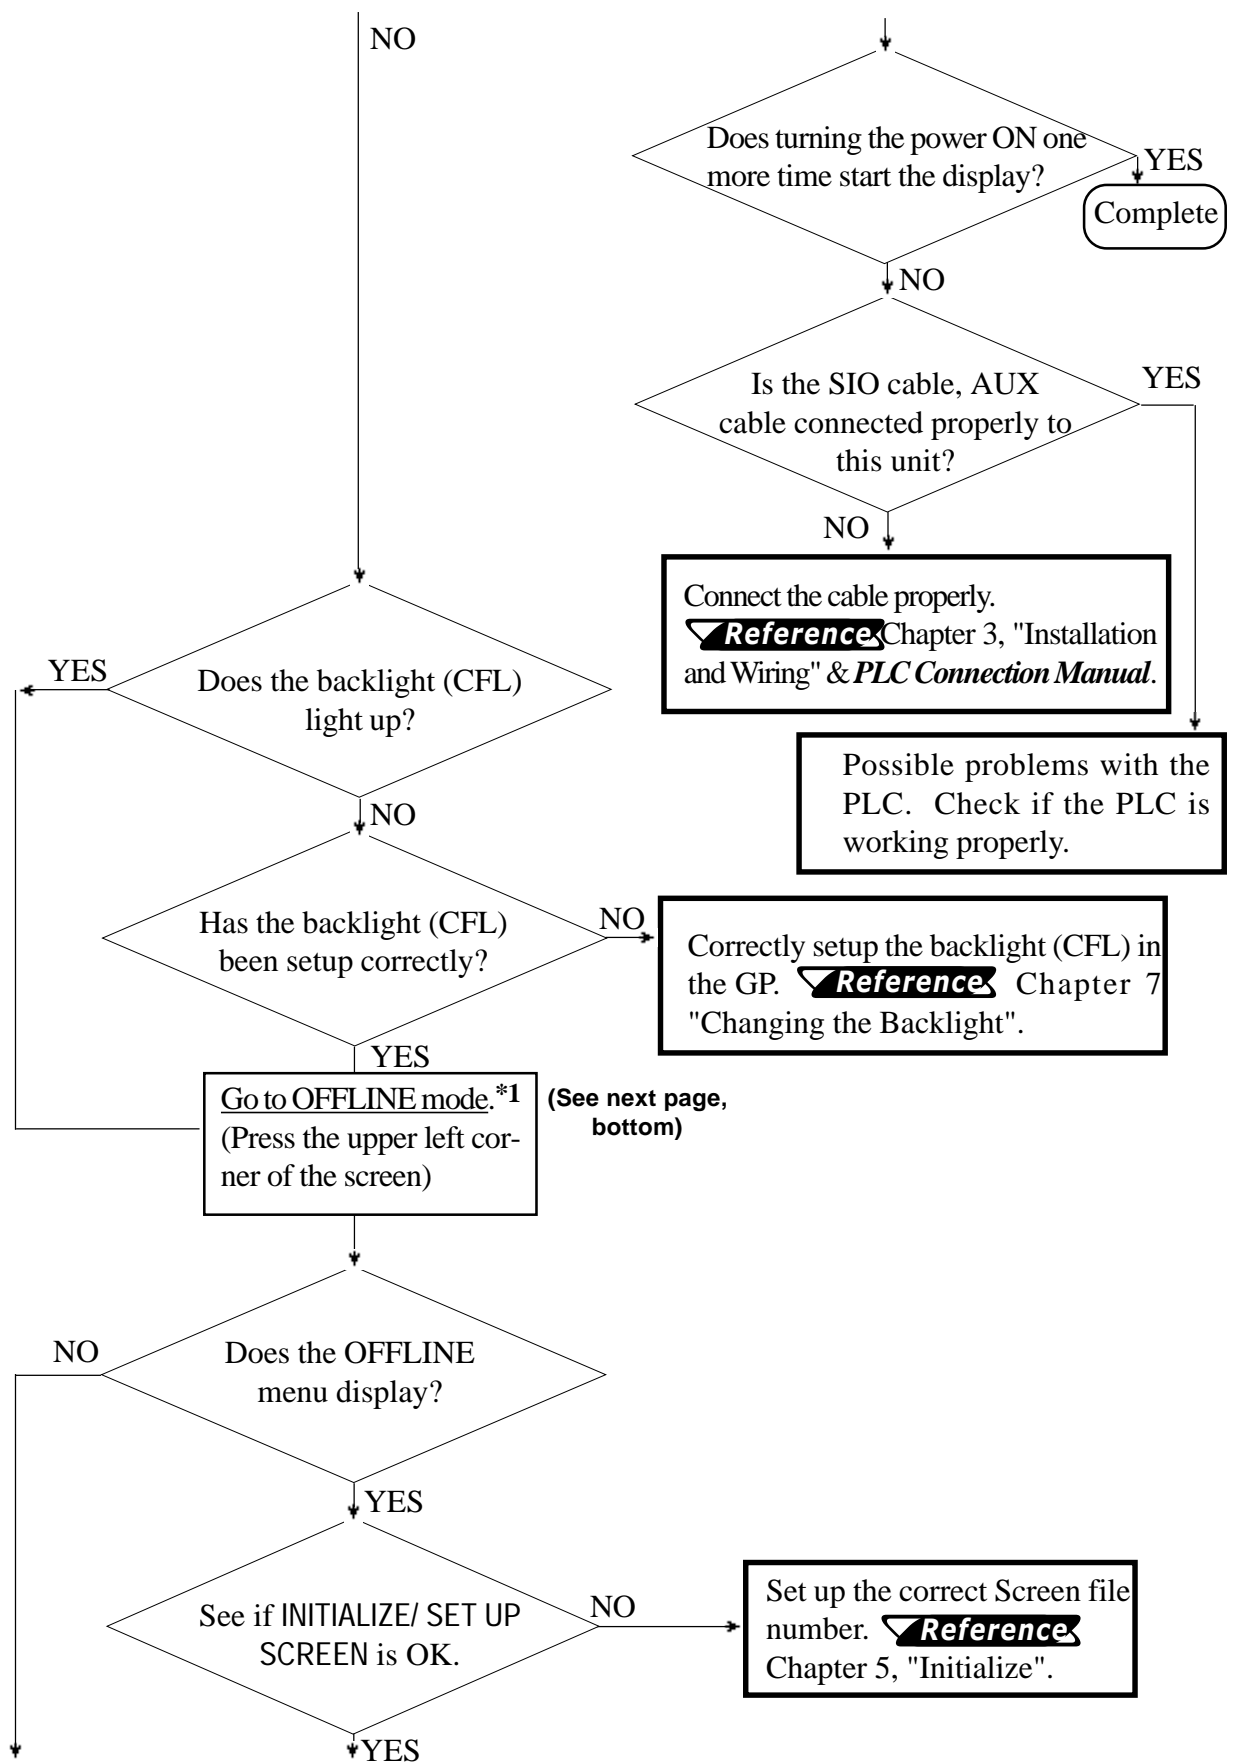 NO
Does turning the power ON one
more time start the display?
YES
Complete
NO
Is the SIO cable, AUX
cable connected properly to
this unit?
YES
NO
Connect the cable properly.
Reference Chapter 3, "Installation
and Wiring" & PLC Connection Manual.
Possible problems with the
PLC. Check if the PLC is
working properly.
YES
Does the backlight (CFL)
light up?
NO
Has the backlight (CFL)
been setup correctly?
NO
Correctly setup the backlight (CFL) in
the GP. Reference Chapter 7
"Changing the Backlight".
YES
Go to OFFLINE mode.*1
(Press the upper left cor-
ner of the screen)
(See next page,
bottom)
NO
Does the OFFLINE
menu display?
YES
See if INITIALIZE/ SET UP
SCREEN is OK.
NO
Set up the correct Screen file
number. Reference
Chapter 5, "Initialize".
YES